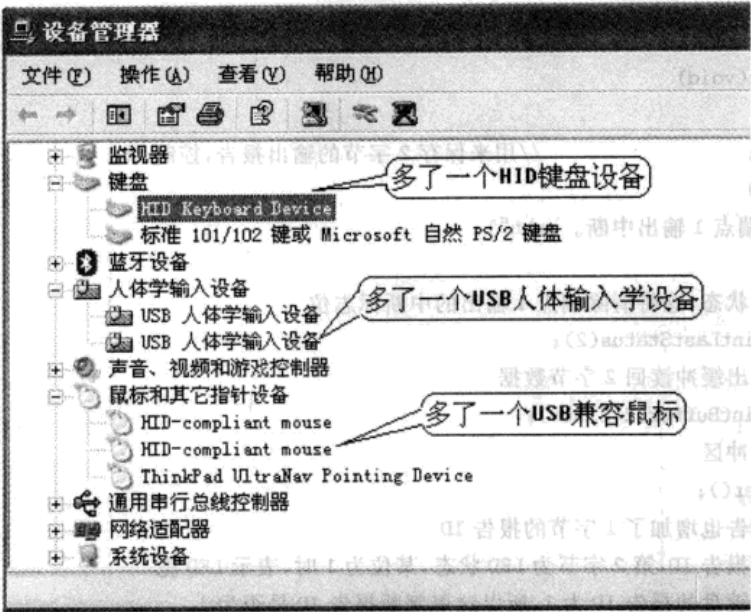 设备管理器
文件(F) 操作(A) 查看(V) 帮助(H)
监视器
键盘
多了一个HID键盘设备
HID Keyboard Device
标准 101/102 键或 Microsoft 自然 PS/2 键盘
蓝牙设备
人体学输入设备
多了一个USB人体输入学设备
USB 人体学输入设备
USB 人体学输入设备
声音、视频和游戏控制器
鼠标和其它指针设备
多了一个USB兼容鼠标
HID-compliant mouse
HID-compliant mouse
ThinkPad UltraNav Pointing Device
通用串行总线控制器
网络适配器
系统设备